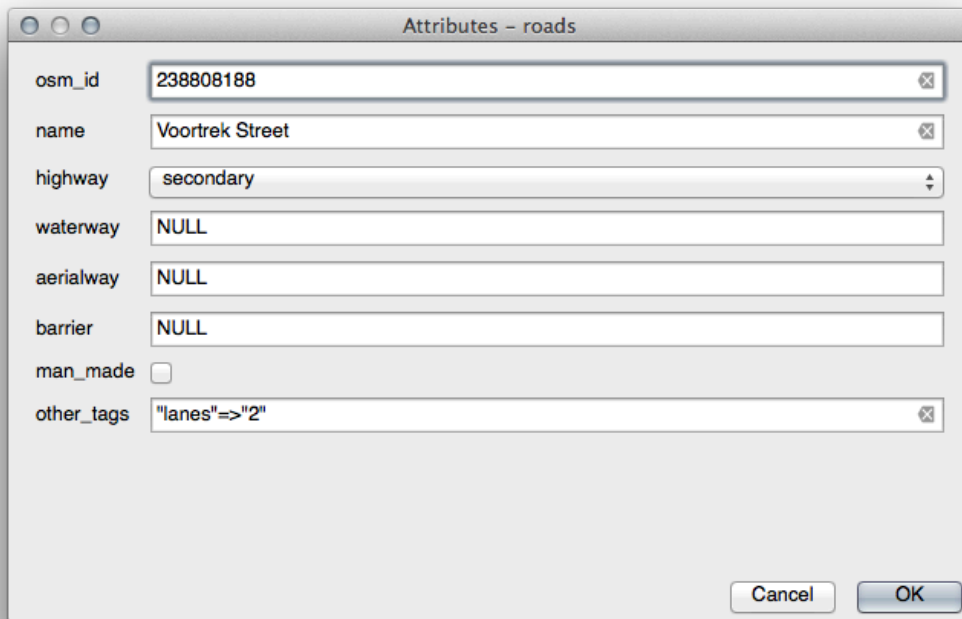 Attributes – roads
osm_id 238808188
name Voortrek Street
highway secondary
waterway NULL
aerialway NULL
barrier NULL
man_made
other_tags "lanes"=>"2"
Cancel OK